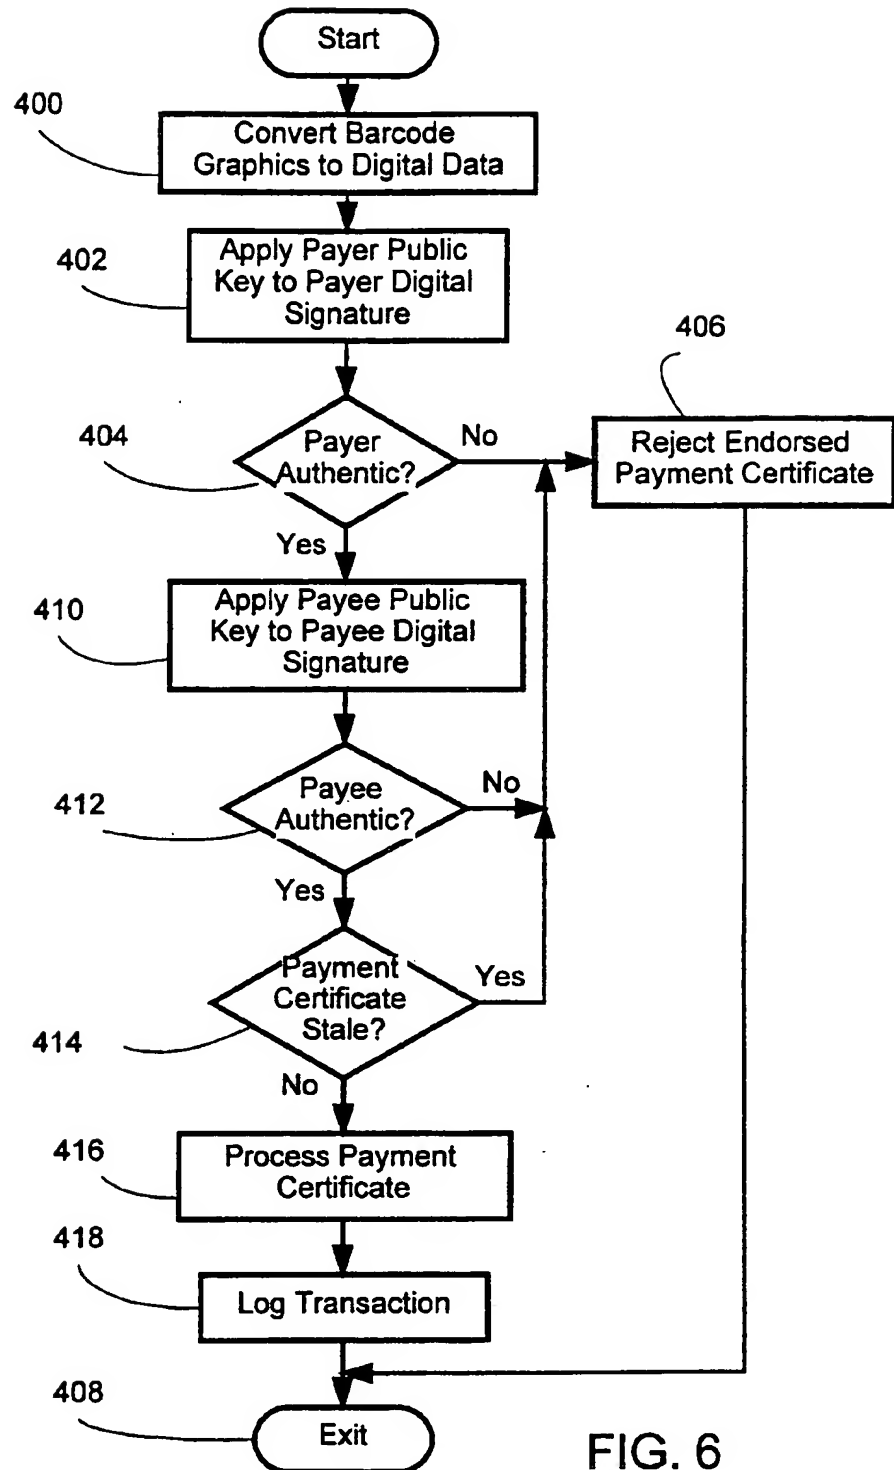 Start
400
Convert Barcode
Graphics to Digital Data
402
Apply Payer Public
Key to Payer Digital
Signature
406
404
Payer
Authentic?
No
Reject Endorsed
Payment Certificate
Yes
410
Apply Payee Public
Key to Payee Digital
Signature
412
Payee
Authentic?
No
Yes
414
Payment
Certificate
Stale?
Yes
No
416
Process Payment
Certificate
418
Log Transaction
408
Exit
FIG. 6